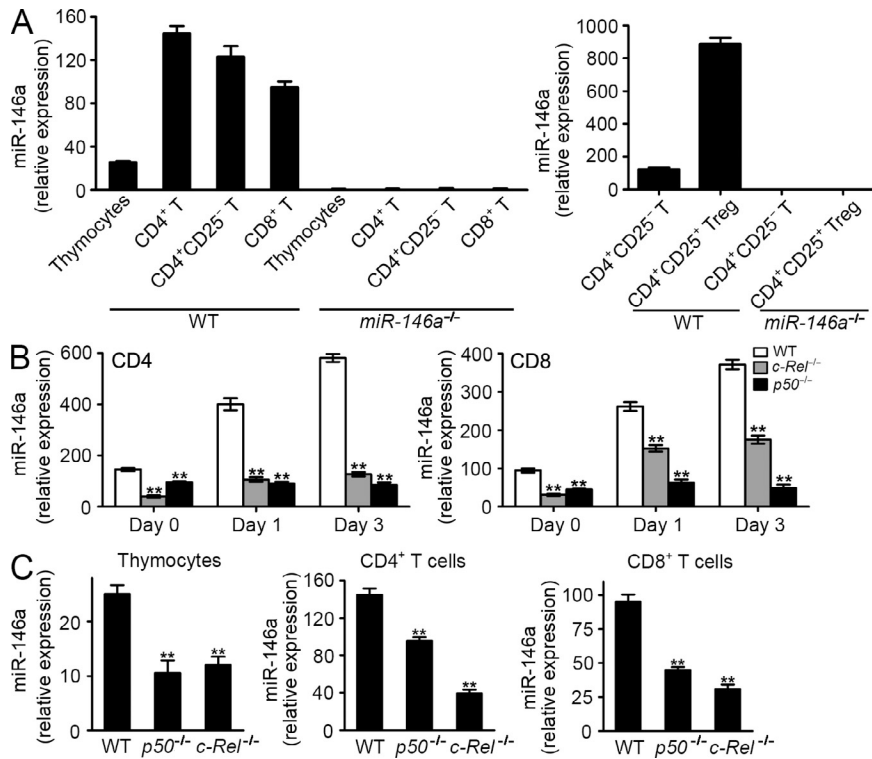 A
miR-146a
(relative expression)
160
120
80
40
0
Thymocytes
CD4⁺ T
CD4⁺CD25⁻ T
CD8⁺ T
Thymocytes
CD4⁺ T
CD4⁺CD25⁻ T
CD8⁺ T
WT
miR-146a⁻/⁻
miR-146a
(relative expression)
1000
800
600
400
200
0
CD4⁺CD25⁻ T
CD4⁺CD25⁺ Treg
CD4⁺CD25⁻ T
CD4⁺CD25⁺ Treg
WT
miR-146a⁻/⁻
B
CD4
miR-146a
(relative expression)
600
400
200
0
** **
** **
** **
Day 0 Day 1 Day 3
CD8
miR-146a
(relative expression)
400
300
200
100
0
** **
** **
** **
Day 0 Day 1 Day 3
WT
c-Rel⁻/⁻
p50⁻/⁻
C
Thymocytes
miR-146a
(relative expression)
20
10
0
** **
WT p50⁻/⁻ c-Rel⁻/⁻
CD4⁺ T cells
miR-146a
(relative expression)
160
120
80
40
0
**
**
WT p50⁻/⁻ c-Rel⁻/⁻
CD8⁺ T cells
miR-146a
(relative expression)
100
75
50
25
0
**
**
WT p50⁻/⁻ c-Rel⁻/⁻